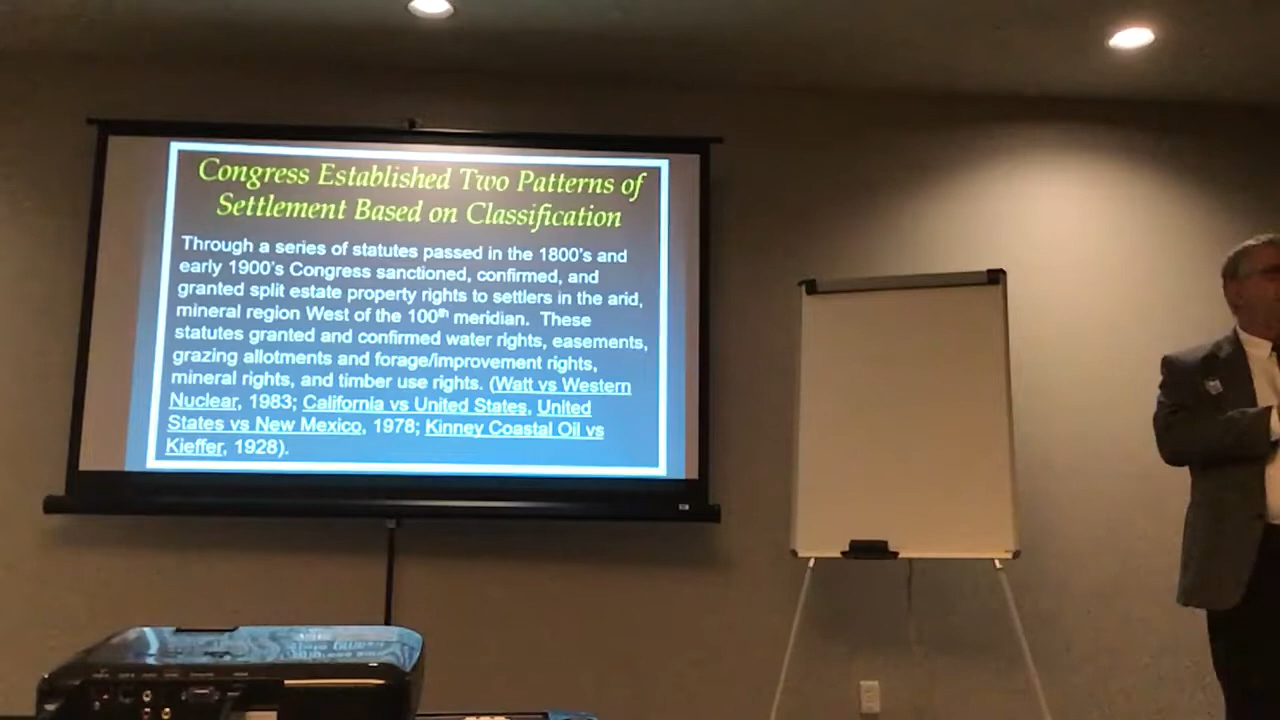 Congress Established Two Patterns of
Settlement Based on Classification
Through a series of statutes passed in the 1800's and
early 1900's Congress sanctioned, confirmed, and
granted split estate property rights to settlers in the arid,
mineral region West of the 100th meridian. These
statutes granted and confirmed water rights, easements,
grazing allotments and forage/improvement rights,
mineral rights, and timber use rights. (Watt vs Western
Nuclear, 1983; California vs United States, United
States vs New Mexico, 1978; Kinney Coastal Oil vs
Kieffer, 1928).